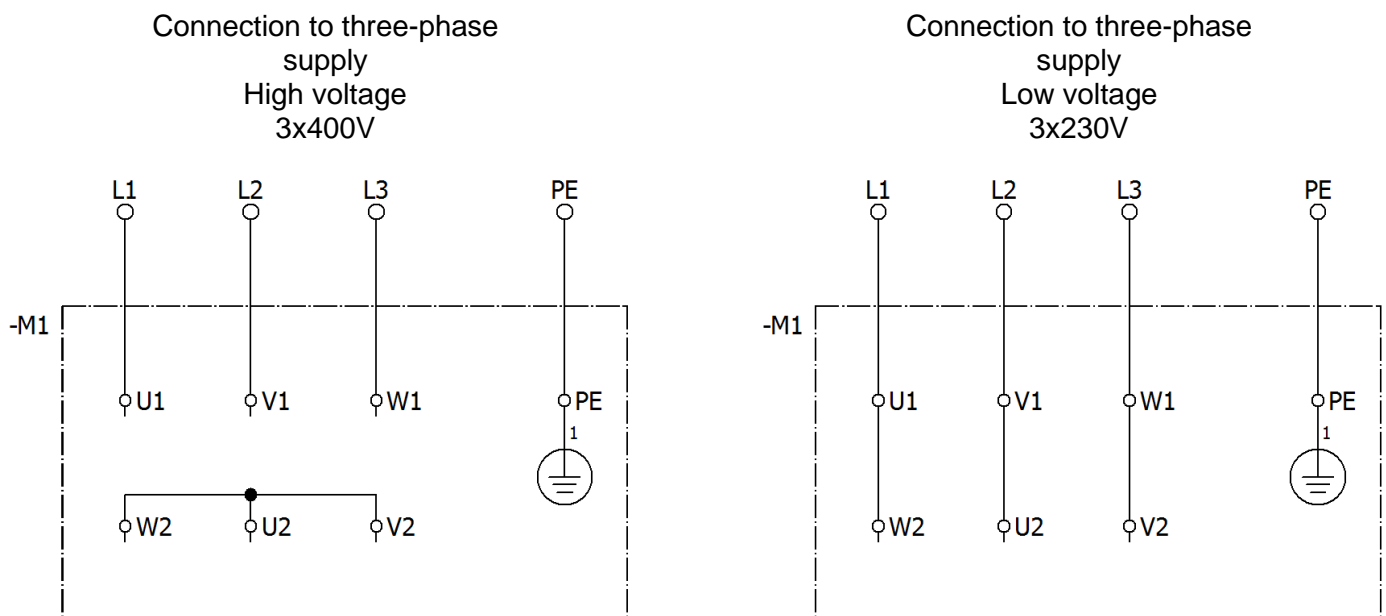 Connection to three-phase
supply
High voltage
3x400V
L1 L2 L3 PE
-M1
U1 V1 W1 PE
1
W2 U2 V2
Connection to three-phase
supply
Low voltage
3x230V
L1 L2 L3 PE
-M1
U1 V1 W1 PE
1
W2 U2 V2